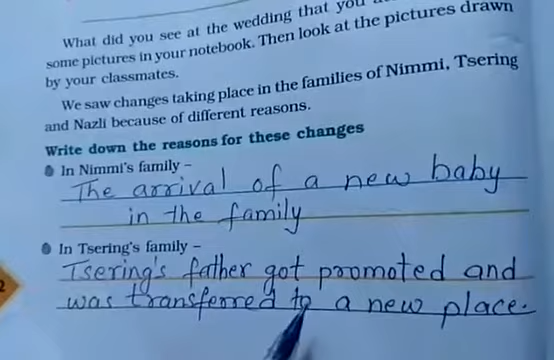 What did you see at the wedding that you
some pictures in your notebook. Then look at the pictures drawn
by your classmates.
We saw changes taking place in the families of Nimmi, Tsering
and Nazli because of different reasons.
Write down the reasons for these changes
In Nimmi's family –
The arrival of a new baby
in the family
In Tsering's family –
Tsering's father got promoted and
was transferred to a new place.